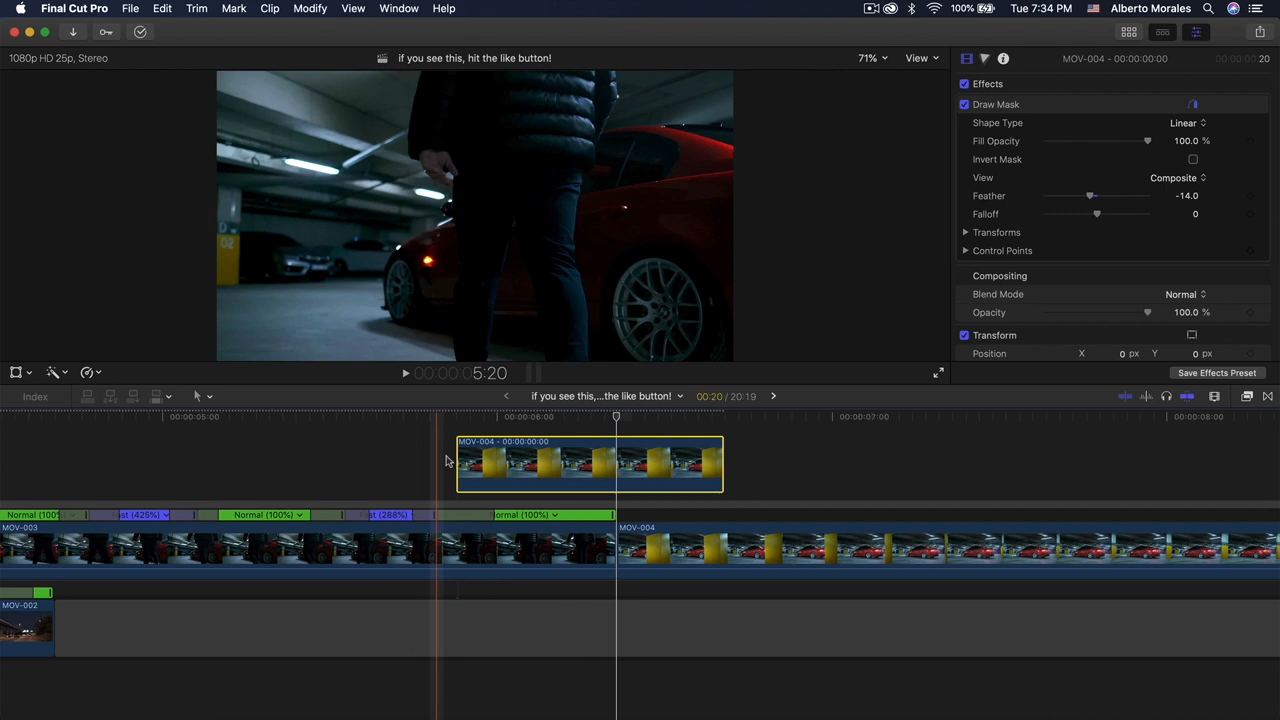 Final Cut Pro File Edit Trim Mark Clip Modify View Window Help 100% Tue 7:34 PM Alberto Morales
1080p HD 25p, Stereo
if you see this, hit the like button!
71%
View
MOV-004 - 00:00:00:00
00:00:00:20
Effects
Draw Mask
Shape Type
Linear
Fill Opacity
100.0 %
Invert Mask
View
Composite
Feather
-14.0
Falloff
0
Transforms
Control Points
Compositing
Blend Mode
Normal
Opacity
100.0 %
Transform
Position
X 0 px Y 0 px
Save Effects Preset
D
02
00:00:05:20
Index
if you see this,...the like button!
00:20 / 20:19
00:00:05:00
00:00:06:00
00:00:07:00
00:00:08:00
MOV-004 - 00:00:00:00
Normal (100%
st (425%)
Normal (100%)
st (288%)
ormal (100%)
MOV-003
MOV-004
MOV-002